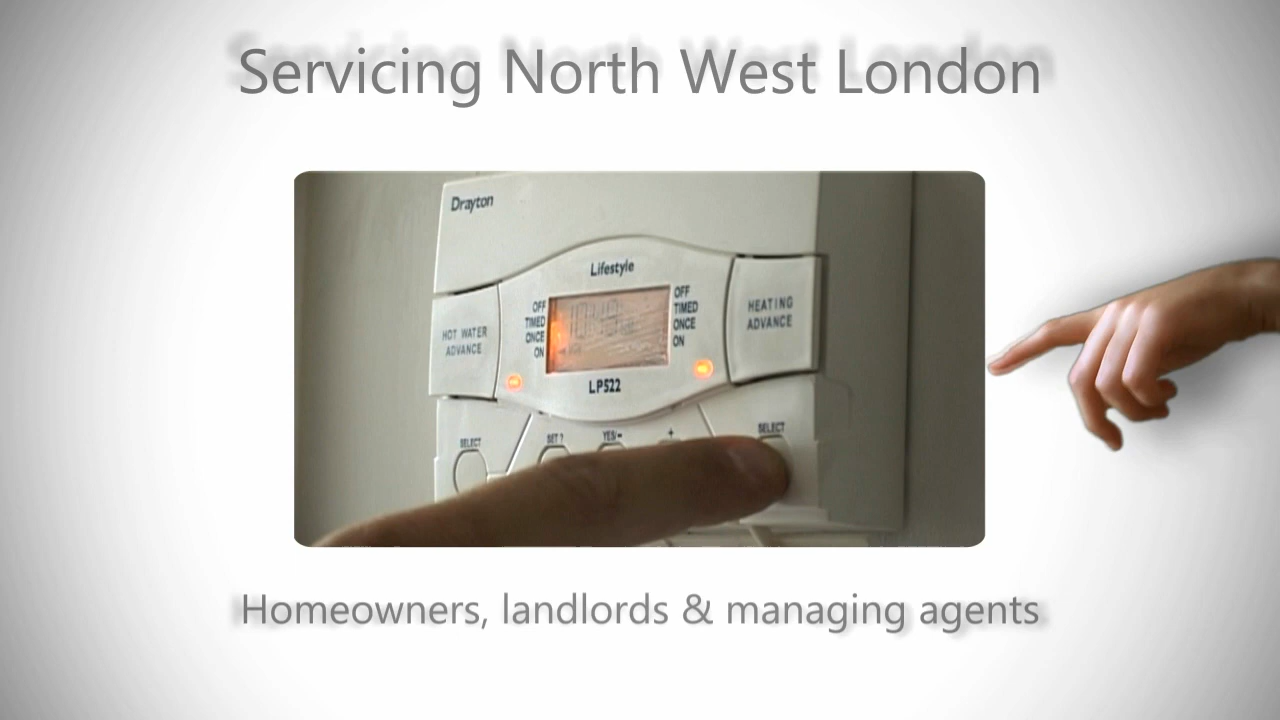 Servicing North West London
Drayton
Lifestyle
OFF
TIMED
ONCE
ON
OFF
TIMED
ONCE
ON
HOT WATER
ADVANCE
HEATING
ADVANCE
LP522
SELECT
SET ?
YES/-
+
SELECT
Homeowners, landlords & managing agents